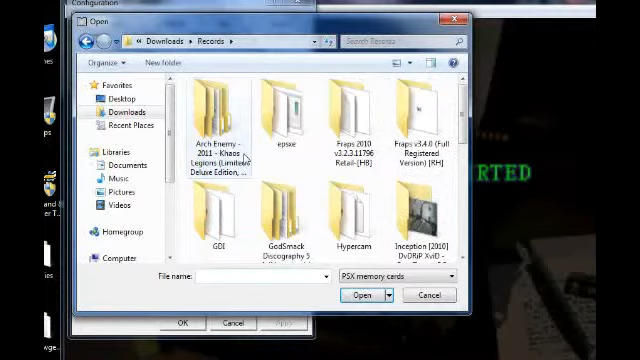 Configuration
Open
« Downloads ▸ Records ▸
Search Records
Organize
New folder
Favorites
Desktop
Downloads
Recent Places
Libraries
Documents
Music
Pictures
Videos
Homegroup
Computer
Arch Enemy -
2011 - Khaos
Legions (Limited
Deluxe Edition, ...
epsxe
Fraps 2010
v3.2.3.11796
Retail-[HB]
Fraps v3.4.0 (Full
Registered
Version) [RH]
GDI
GodSmack
Discography 5
Hypercam
Inception [2010]
DvDRiP XviD -
File name:
PSX memory cards
Open
Cancel
OK
Cancel
Apply
RTED